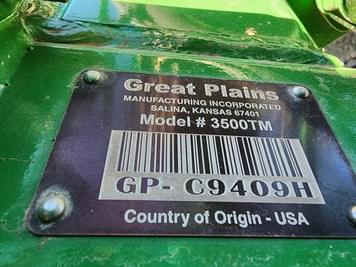 Great Plains
MANUFACTURING INCORPORATED
SALINA, KANSAS 67401
Model # 3500TM
GP- C9409H
Country of Origin - USA